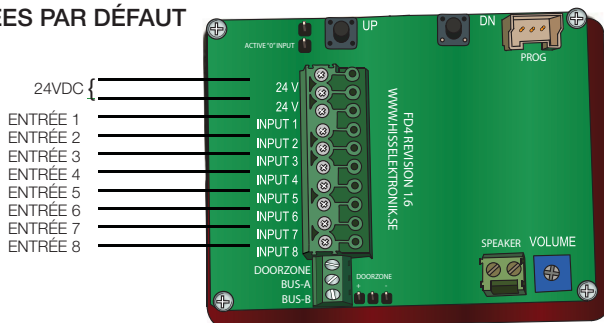 ES PAR DÉFAUT
UP
DN
ACTIVE "0" INPUT
PROG
24VDC {
24 V
24 V
ENTRÉE 1
INPUT 1
ENTRÉE 2
INPUT 2
ENTRÉE 3
INPUT 3
ENTRÉE 4
INPUT 4
ENTRÉE 5
INPUT 5
ENTRÉE 6
INPUT 6
ENTRÉE 7
INPUT 7
ENTRÉE 8
INPUT 8
FD4 REVISION 1.6
WWW.HISSELEKTRONIK.SE
DOORZONE
BUS-A
BUS-B
DOORZONE
+ -
SPEAKER
VOLUME